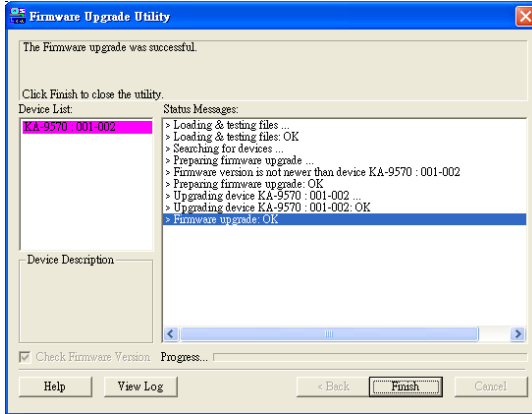 Firmware Upgrade Utility
The Firmware upgrade was successful.
Click Finish to close the utility.
Device List:
Status Messages:
KA-9570 : 001-002
> Loading & testing files ...
> Loading & testing files: OK
> Searching for devices ...
> Preparing firmware upgrade ...
> Firmware version is not newer than device KA-9570 : 001-002
> Preparing firmware upgrade: OK
> Upgrading device KA-9570 : 001-002 ...
> Upgrading device KA-9570 : 001-002: OK
> Firmware upgrade: OK
Device Description
Check Firmware Version
Progress...
Help
View Log
< Back
Finish
Cancel